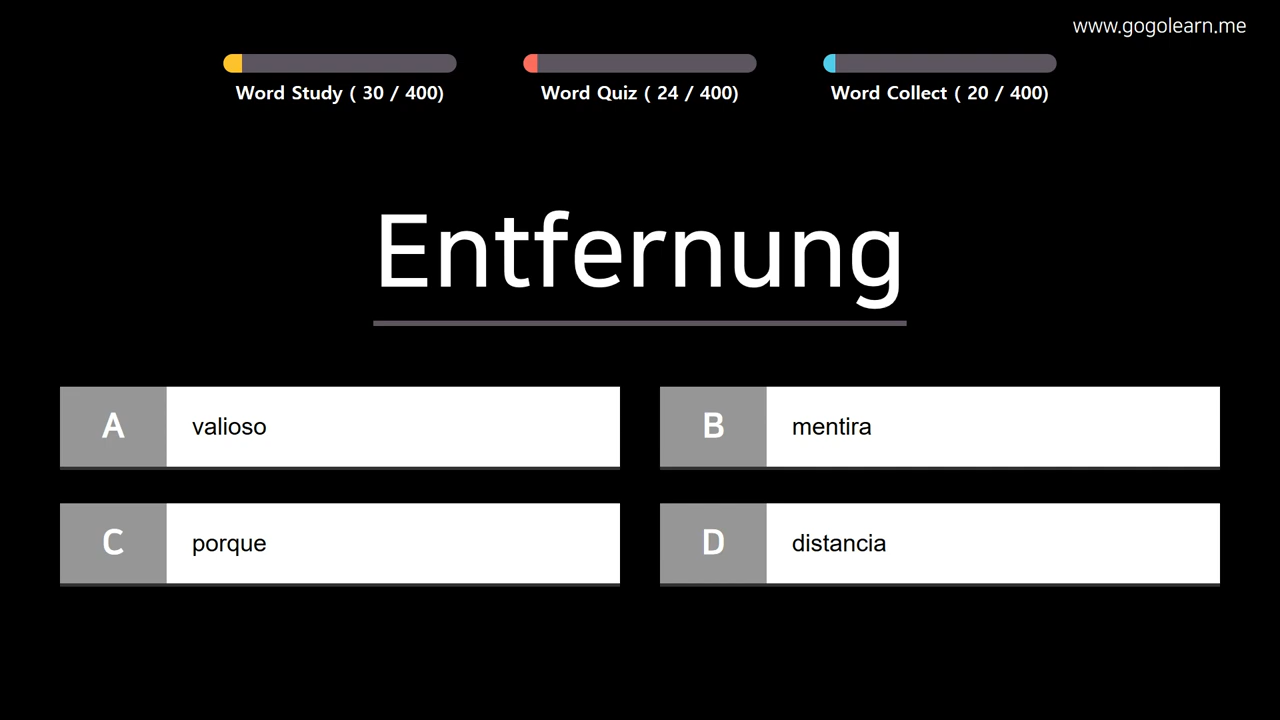 www.gogolearn.me
Word Study ( 30 / 400)
Word Quiz ( 24 / 400)
Word Collect ( 20 / 400)
Entfernung
A valioso
B mentira
C porque
D distancia